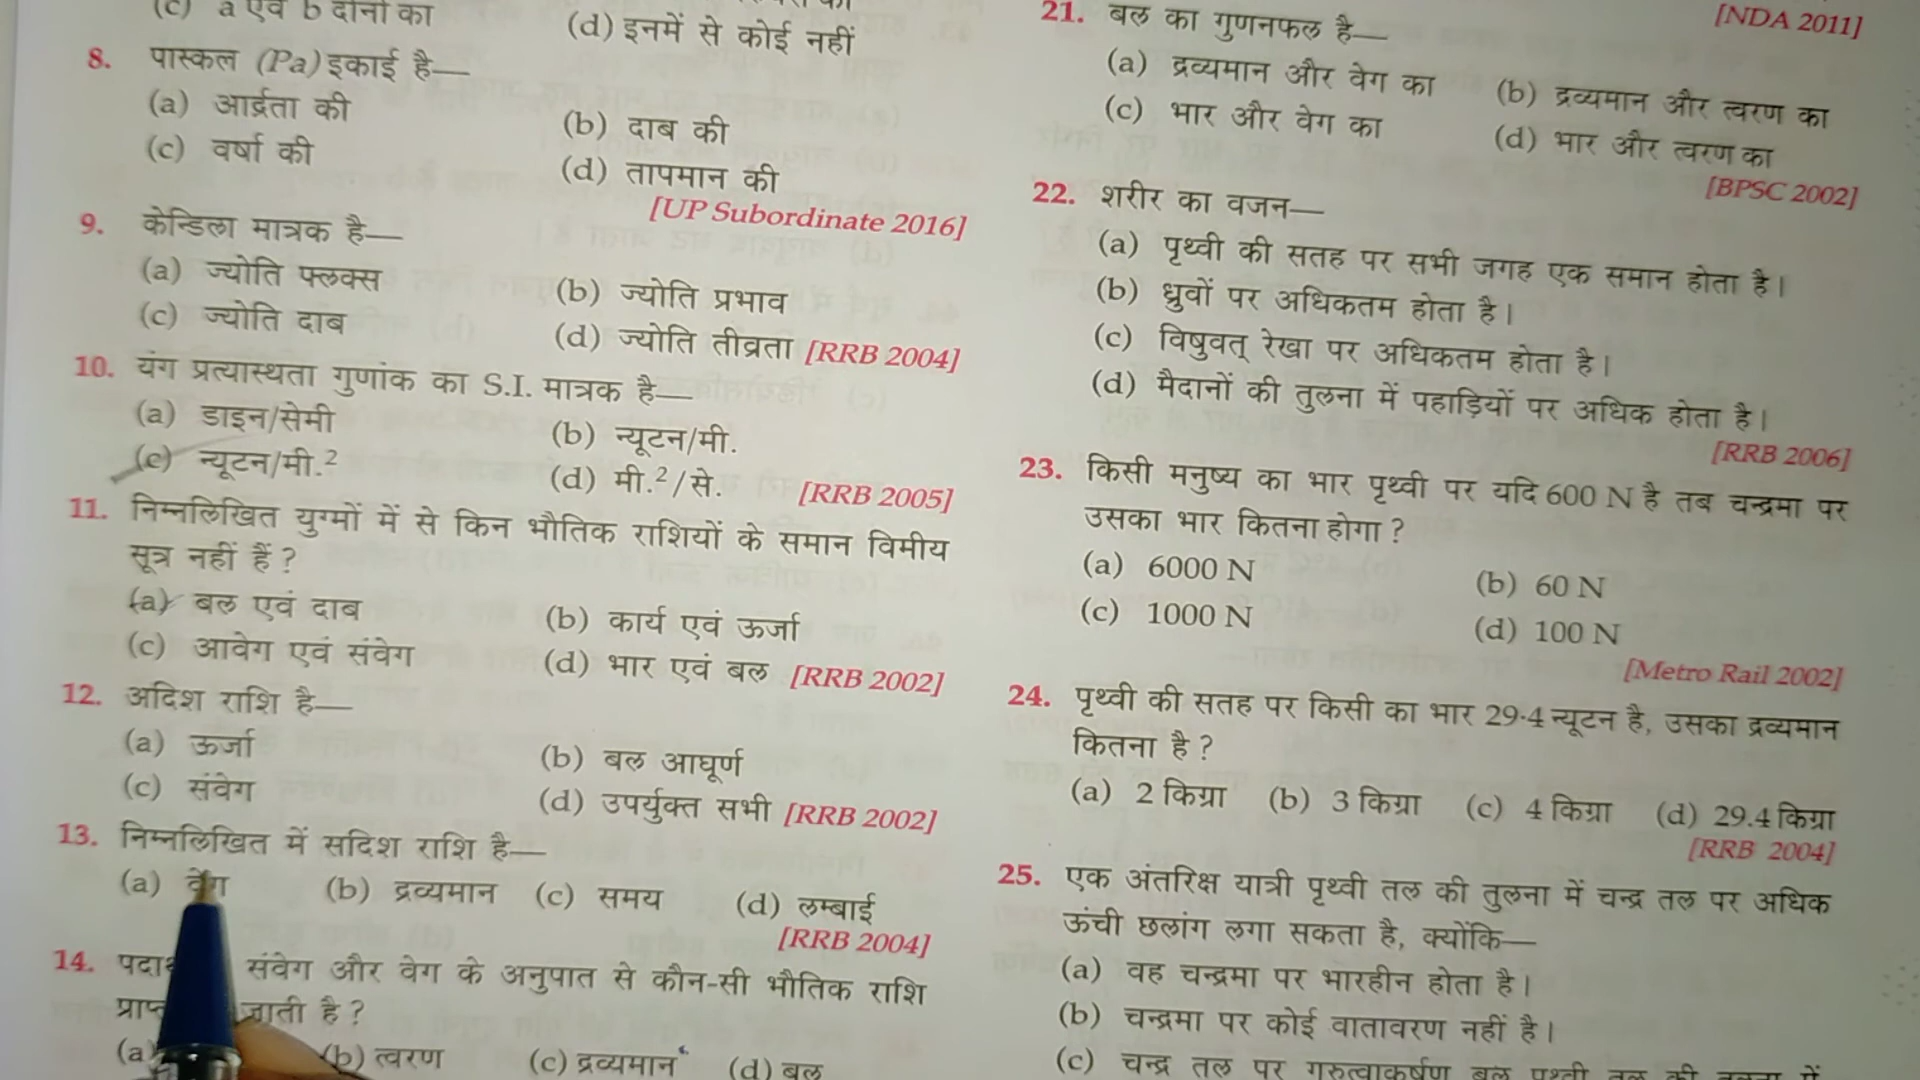 (c) a एवं b दोनों का
(d) इनमें से कोई नहीं
8. पास्कल (Pa) इकाई है—
(a) आर्द्रता की
(b) दाब की
(c) वर्षा की
(d) तापमान की
[UP Subordinate 2016]
9. केन्डिला मात्रक है—
(a) ज्योति फ्लक्स
(b) ज्योति प्रभाव
(c) ज्योति दाब
(d) ज्योति तीव्रता [RRB 2004]
10. यंग प्रत्यास्थता गुणांक का S.I. मात्रक है—
(a) डाइन/सेमी
(b) न्यूटन/मी.
(c) न्यूटन/मी.²
(d) मी.²/से. [RRB 2005]
11. निम्नलिखित युग्मों में से किन भौतिक राशियों के समान विमीय
सूत्र नहीं हैं ?
(a) बल एवं दाब
(b) कार्य एवं ऊर्जा
(c) आवेग एवं संवेग
(d) भार एवं बल [RRB 2002]
12. अदिश राशि है—
(a) ऊर्जा
(b) बल आघूर्ण
(c) संवेग
(d) उपर्युक्त सभी [RRB 2002]
13. निम्नलिखित में सदिश राशि है—
(a) वेग (b) द्रव्यमान (c) समय (d) लम्बाई
[RRB 2004]
14. संवेग और वेग के अनुपात से कौन-सी भौतिक राशि
जाती है ?
(a) (b) त्वरण (c) द्रव्यमान (d) बल
21. बल का गुणनफल है— [NDA 2011]
(a) द्रव्यमान और वेग का
(b) द्रव्यमान और त्वरण का
(c) भार और वेग का
(d) भार और त्वरण का
[BPSC 2002]
22. शरीर का वजन—
(a) पृथ्वी की सतह पर सभी जगह एक समान होता है।
(b) ध्रुवों पर अधिकतम होता है।
(c) विषुवत् रेखा पर अधिकतम होता है।
(d) मैदानों की तुलना में पहाड़ियों पर अधिक होता है।
[RRB 2006]
23. किसी मनुष्य का भार पृथ्वी पर यदि 600 N है तब चन्द्रमा पर
उसका भार कितना होगा ?
(a) 6000 N
(b) 60 N
(c) 1000 N
(d) 100 N
[Metro Rail 2002]
24. पृथ्वी की सतह पर किसी का भार 29·4 न्यूटन है, उसका द्रव्यमान
कितना है ?
(a) 2 किग्रा (b) 3 किग्रा (c) 4 किग्रा (d) 29.4 किग्रा
[RRB 2004]
25. एक अंतरिक्ष यात्री पृथ्वी तल की तुलना में चन्द्र तल पर अधिक
ऊंची छलांग लगा सकता है, क्योंकि—
(a) वह चन्द्रमा पर भारहीन होता है।
(b) चन्द्रमा पर कोई वातावरण नहीं है।
(c) चन्द्र तल पर गुरुत्वाकर्षण बल पृथ्वी तल की तुलना में